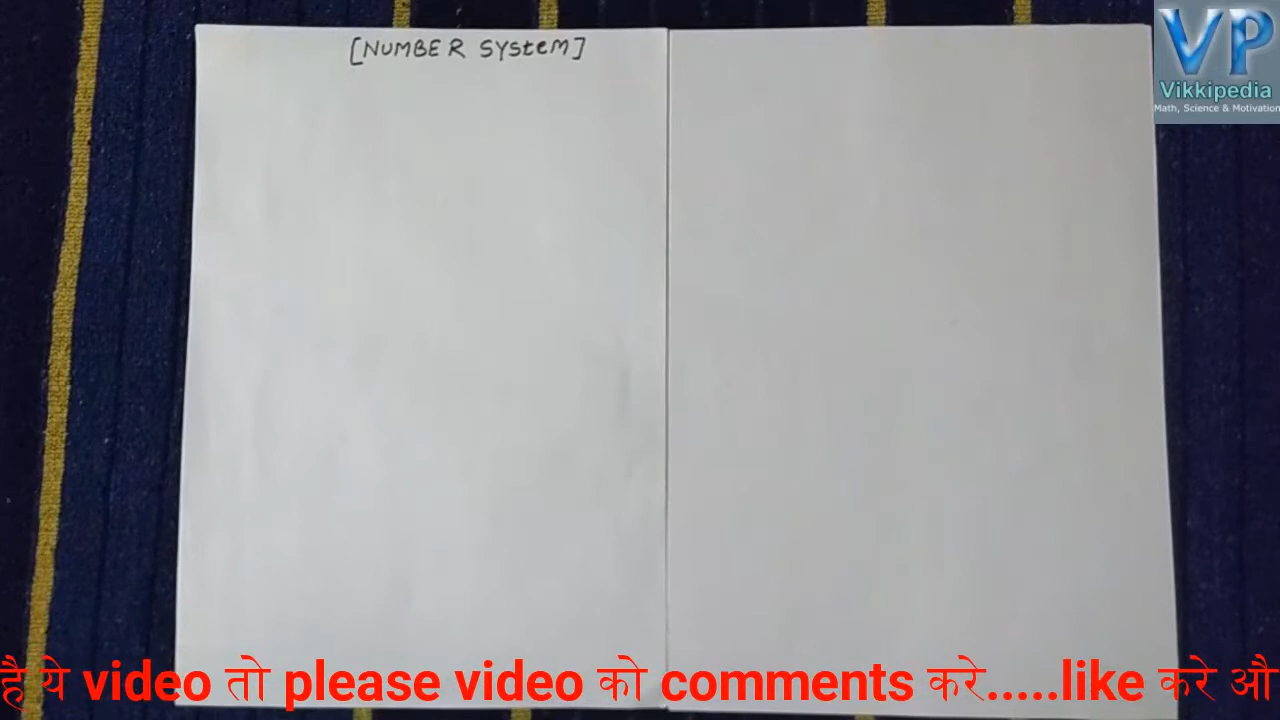 [NUMBER SYSTEM]
VP
Vikkipedia
Math, Science & Motivation
है ये video तो please video को comments करे.....like करे औ